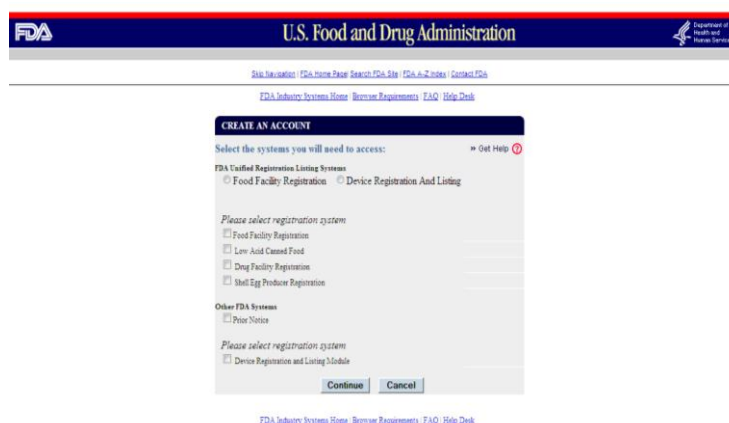 FDA
U.S. Food and Drug Administration
Department of
Health and
Human Service
Skip Navigation | FDA Home Page| Search FDA Site | FDA A-Z Index | Contact FDA
FDA Industry Systems Home | Browser Requirements | FAQ | Help Desk
CREATE AN ACCOUNT
Select the systems you will need to access:
» Get Help ?
FDA Unified Registration Listing Systems
Food Facility Registration Device Registration And Listing
Please select registration system
Food Facility Registration
Low Acid Canned Food
Drug Facility Registration
Shell Egg Producer Registration
Other FDA Systems
Prior Notice
Please select registration system
Device Registration and Listing Module
Continue Cancel
FDA Industry Systems Home | Browser Requirements | FAQ | Help Desk